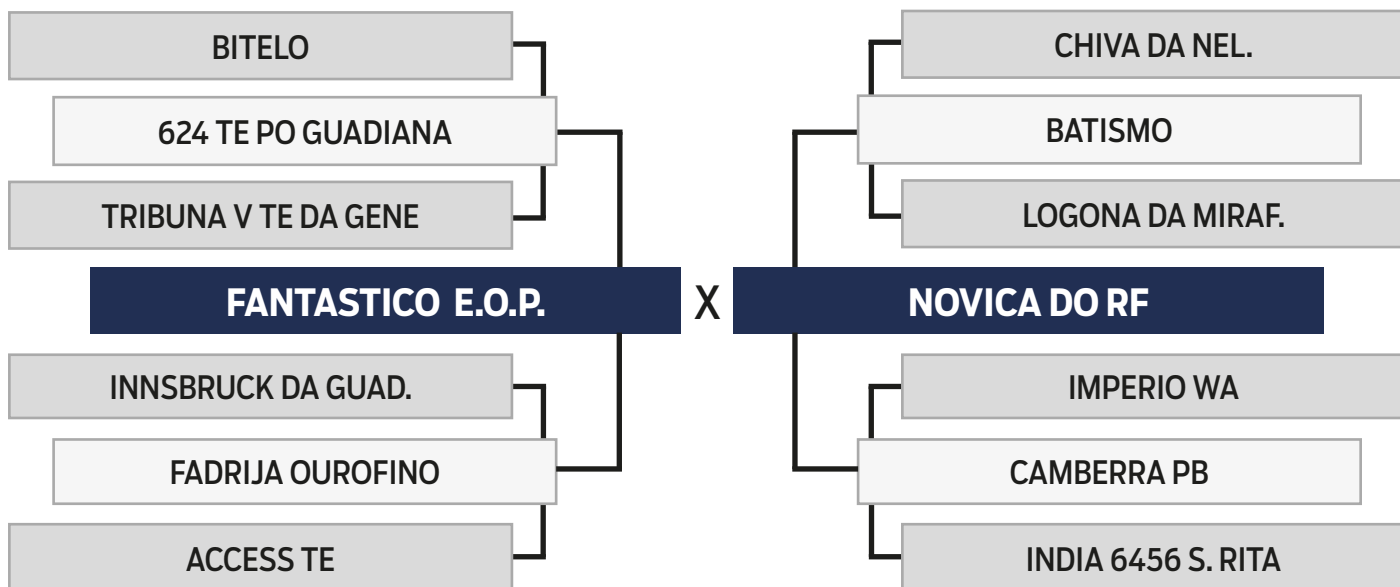 BITELO
624 TE PO GUADIANA
TRIBUNA V TE DA GENE
FANTASTICO E.O.P.
INNSBRUCK DA GUAD.
FADRIJA OUROFINO
ACCESS TE
X
CHIVA DA NEL.
BATISMO
LOGONA DA MIRAF.
NOVICA DO RF
IMPERIO WA
CAMBERRA PB
INDIA 6456 S. RITA